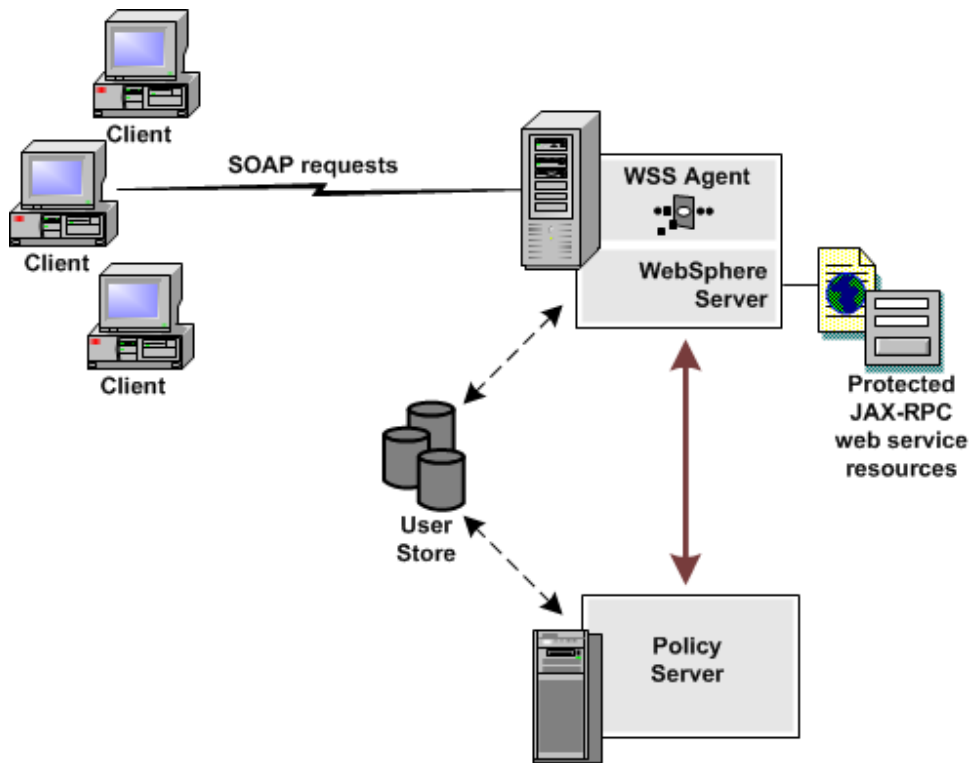 Client
SOAP requests
WSS Agent
Client
WebSphere
Server
Client
Protected
JAX-RPC
web service
resources
User
Store
Policy
Server